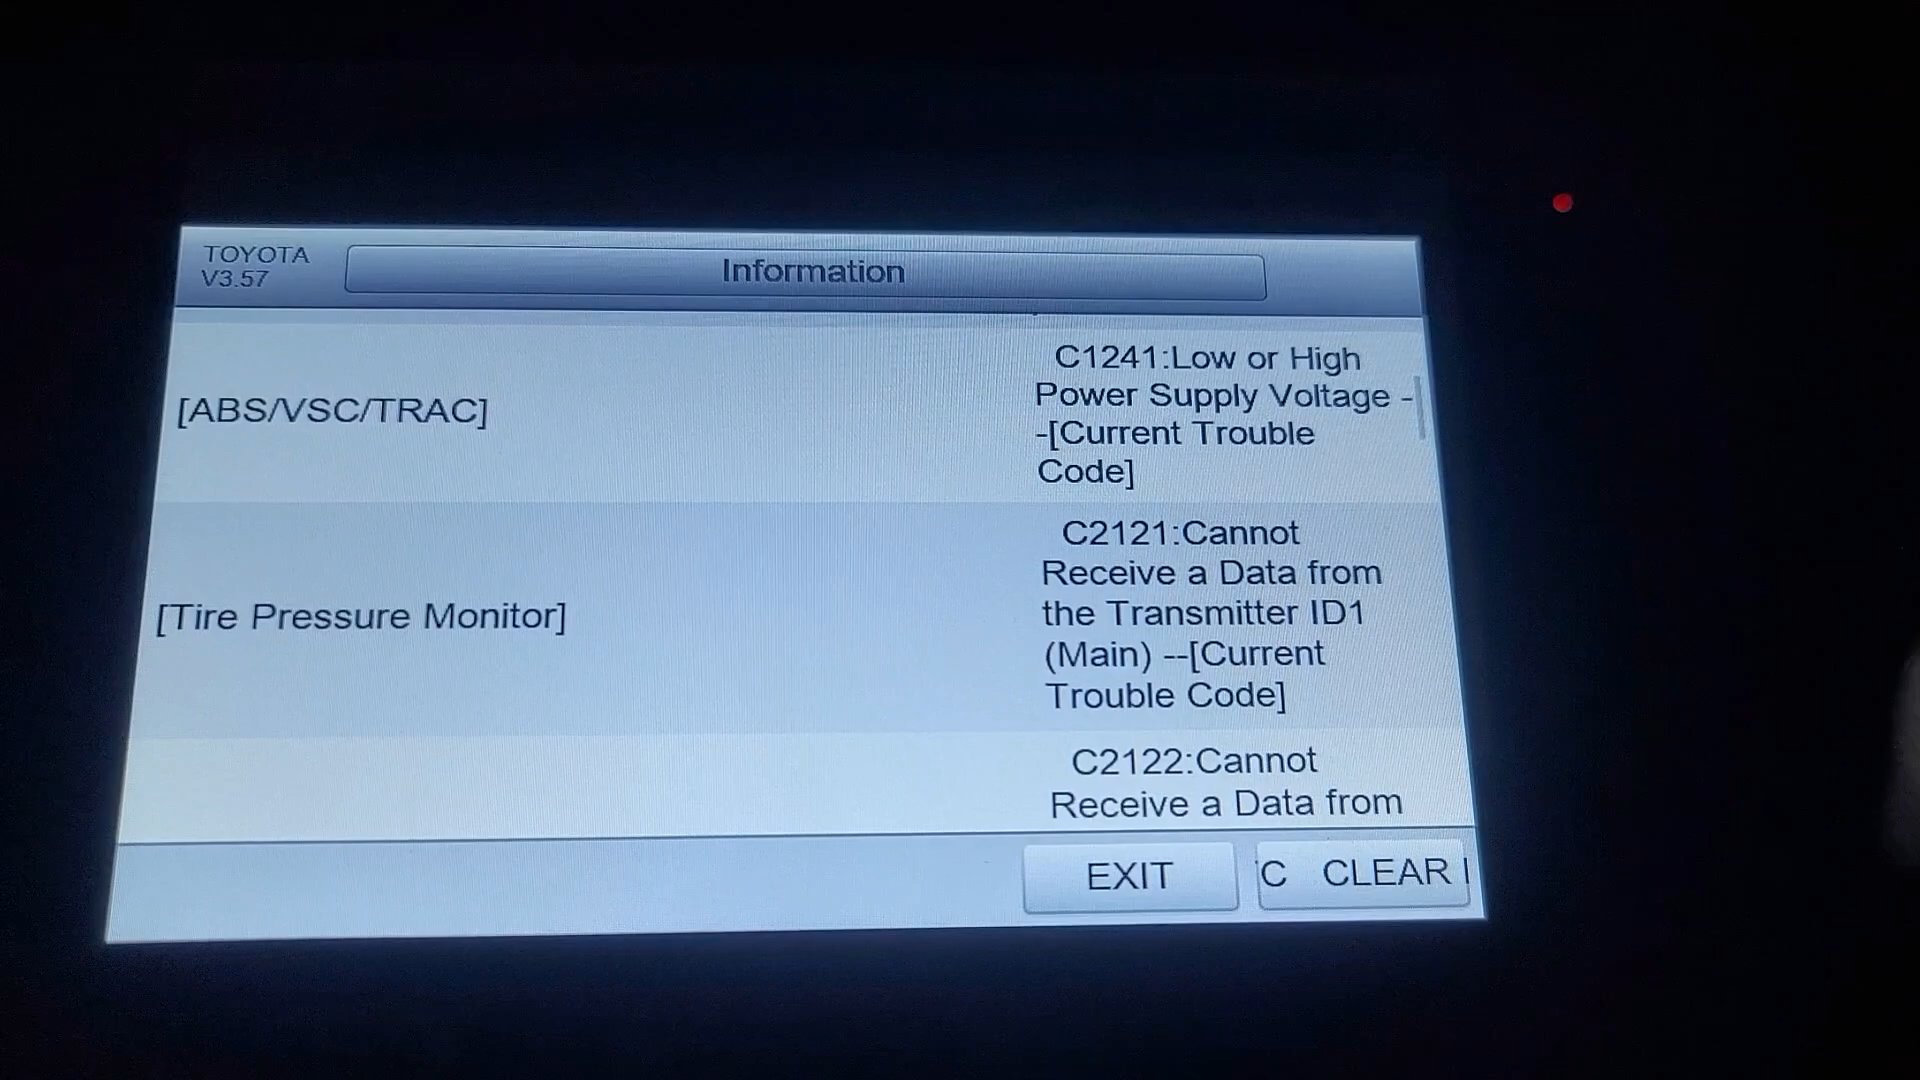 TOYOTA
V3.57
Information
[ABS/VSC/TRAC]
C1241:Low or High
Power Supply Voltage -
-[Current Trouble
Code]
[Tire Pressure Monitor]
C2121:Cannot
Receive a Data from
the Transmitter ID1
(Main) --[Current
Trouble Code]
C2122:Cannot
Receive a Data from
EXIT
C CLEAR